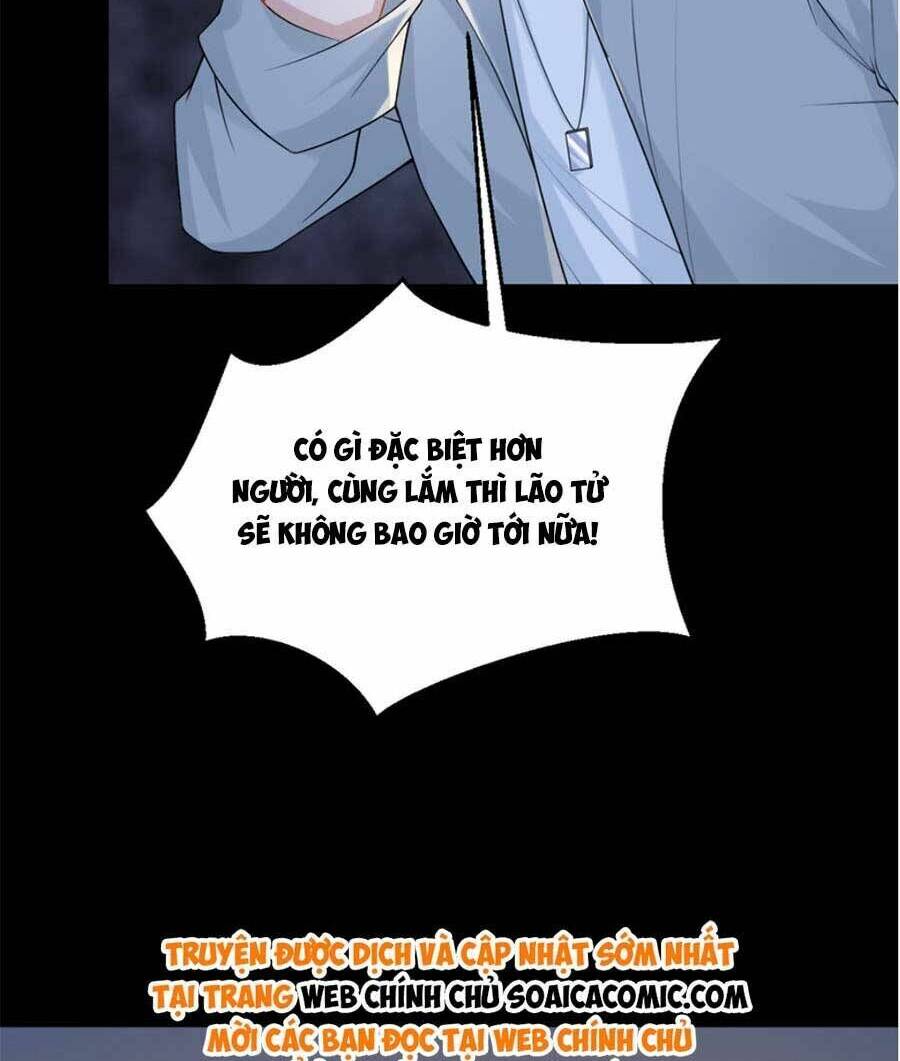 CÓ GÌ ĐẶC BIỆT HƠN
NGƯỜI, CÙNG LẮM THÌ LÃO TỬ
SẼ KHÔNG BAO GIỜ TỚI NỮA!
TRUYỆN ĐƯỢC DỊCH VÀ CẬP NHẬT SỚM NHẤT
TẠI TRANG WEB CHÍNH CHỦ SOAICACOMIC.COM
MỜI CÁC BẠN ĐỌC TẠI WEB CHÍNH CHỦ